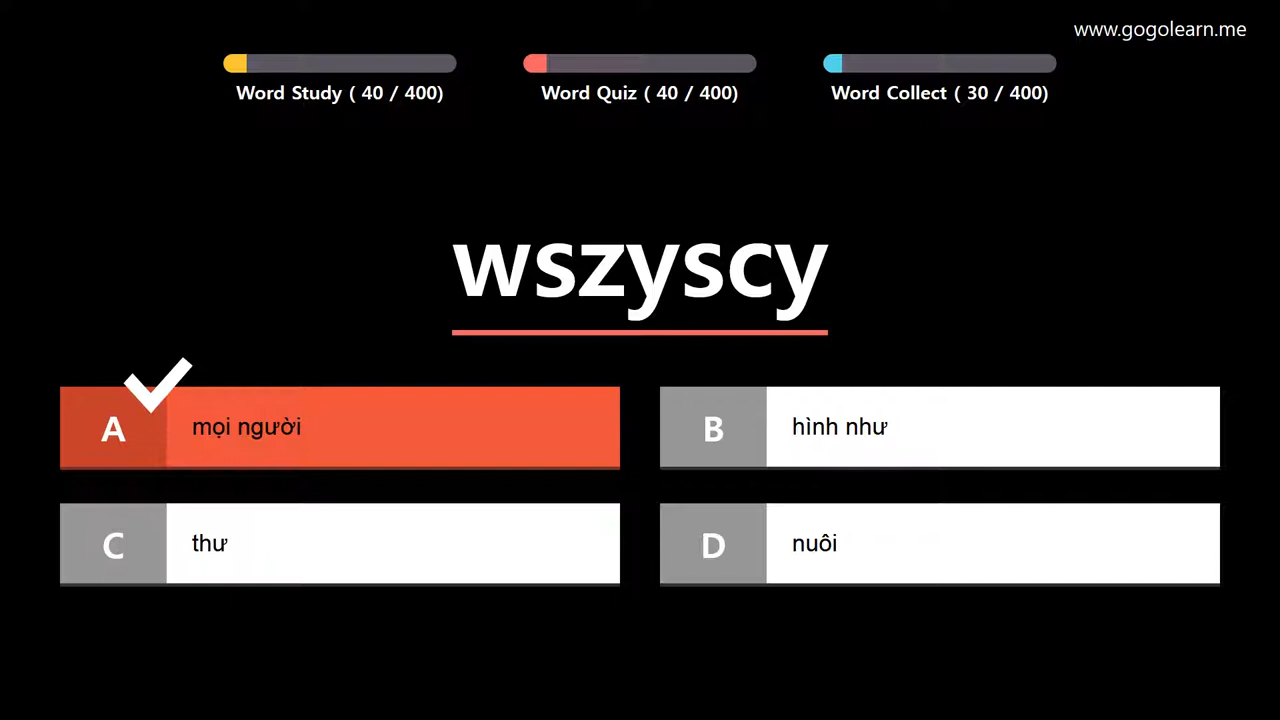 www.gogolearn.me
Word Study ( 40 / 400)
Word Quiz ( 40 / 400)
Word Collect ( 30 / 400)
wszyscy
A mọi người
B hình như
C thư
D nuôi